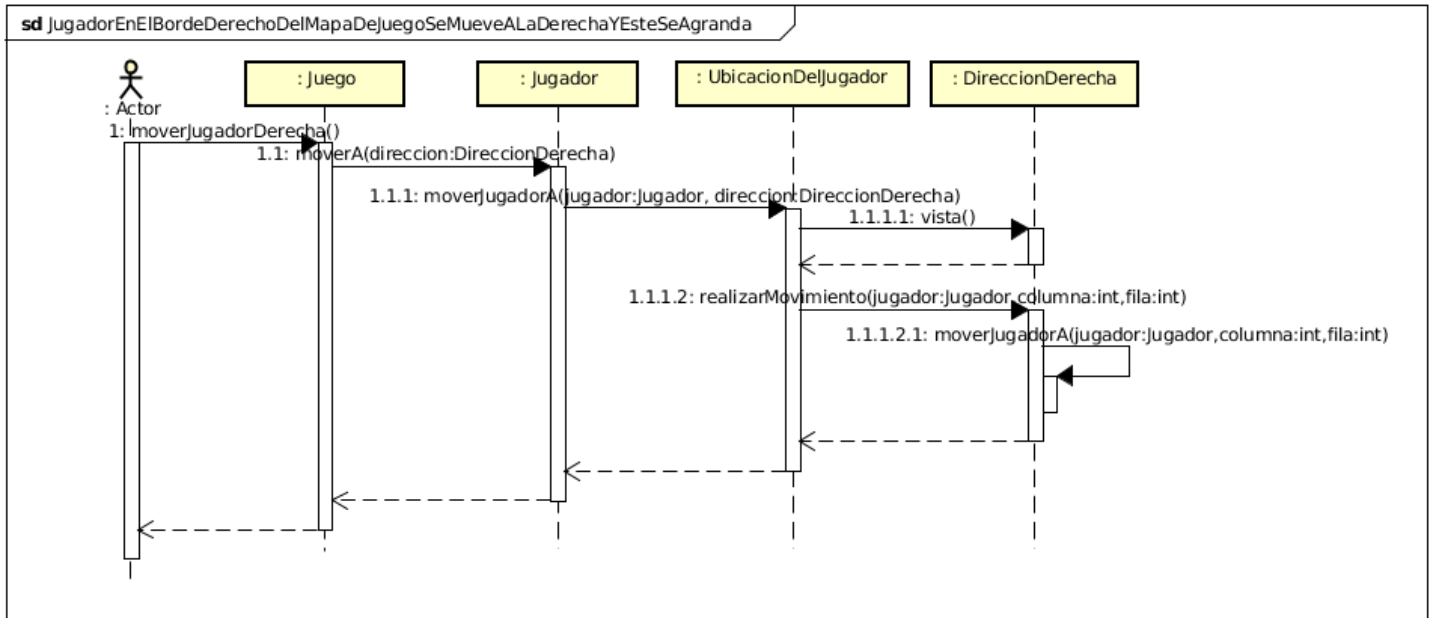 sd JugadorEnElBordeDerechoDelMapaDeJuegoSeMueveALaDerechaYEsteSeAgranda
: Actor
: Juego
: Jugador
: UbicacionDelJugador
: DireccionDerecha
1: moverJugadorDerecha()
1.1: moverA(direccion:DireccionDerecha)
1.1.1: moverJugadorA(jugador:Jugador, direccion:DireccionDerecha)
1.1.1.1: vista()
1.1.1.2: realizarMovimiento(jugador:Jugador,columna:int,fila:int)
1.1.1.2.1: moverJugadorA(jugador:Jugador,columna:int,fila:int)